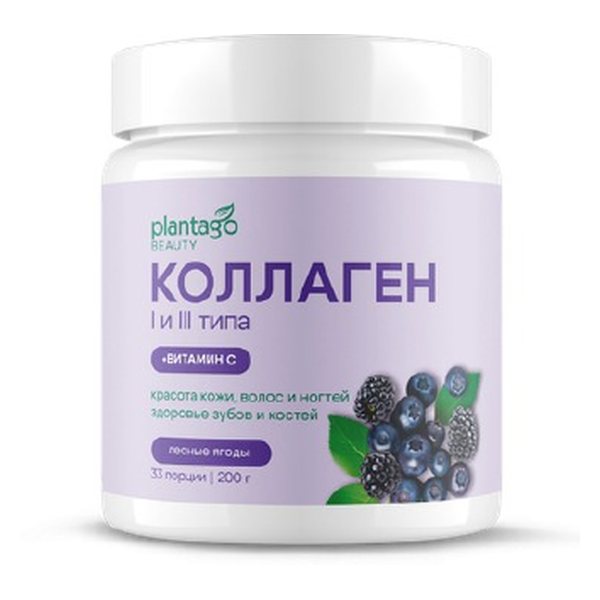 plantago
BEAUTY
КОЛЛАГЕН
I и III типа
+ВИТАМИН С
красота кожи, волос и ногтей
здоровье зубов и костей
лесные ягоды
33 порции | 200 г